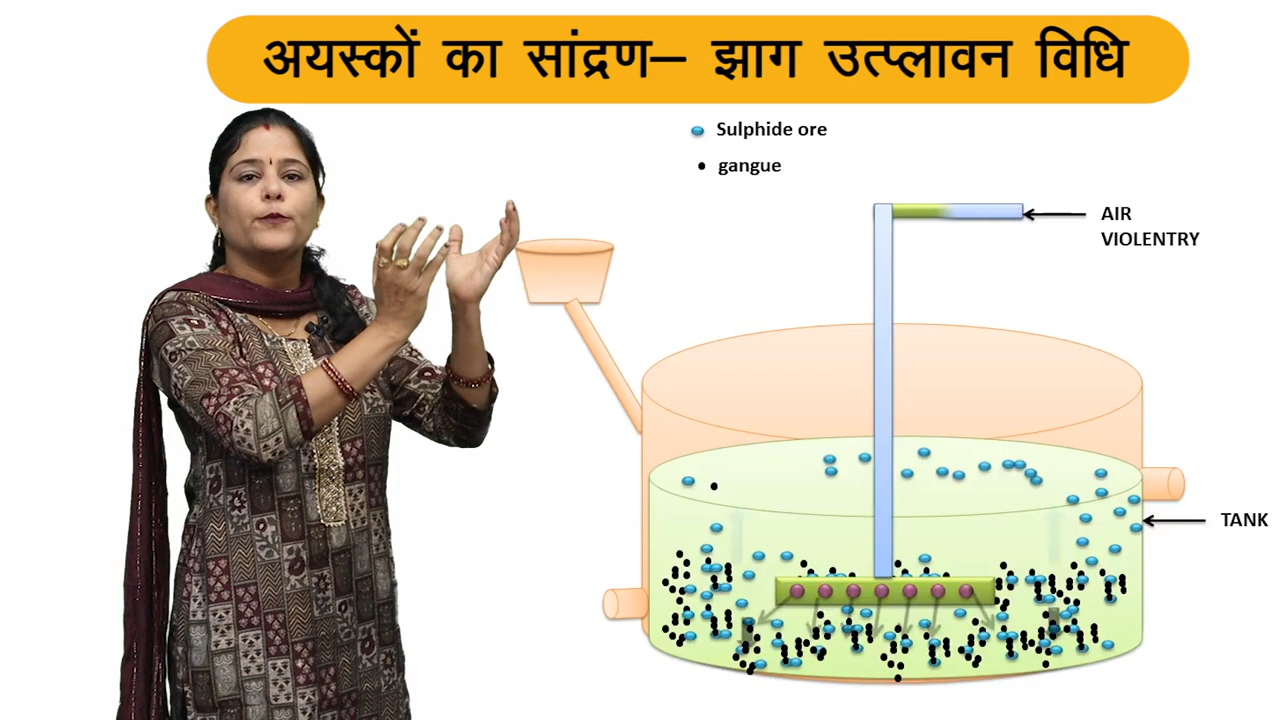 अयस्कों का सांद्रण– झाग उत्प्लावन विधि
Sulphide ore
gangue
AIR
VIOLENTRY
TANK